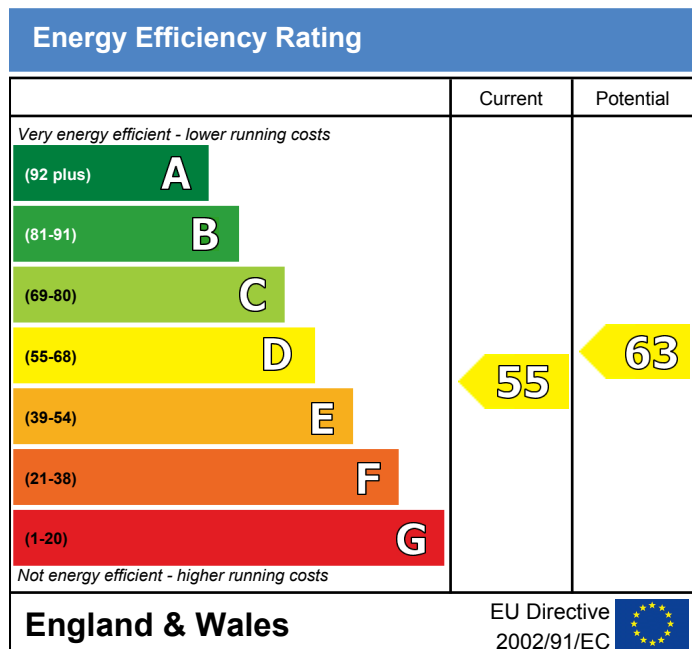 Energy Efficiency Rating
Current Potential
Very energy efficient - lower running costs
(92 plus) A
(81-91) B
(69-80) C
(55-68) D
(39-54) E
(21-38) F
(1-20) G
55
63
Not energy efficient - higher running costs
England & Wales
EU Directive
2002/91/EC